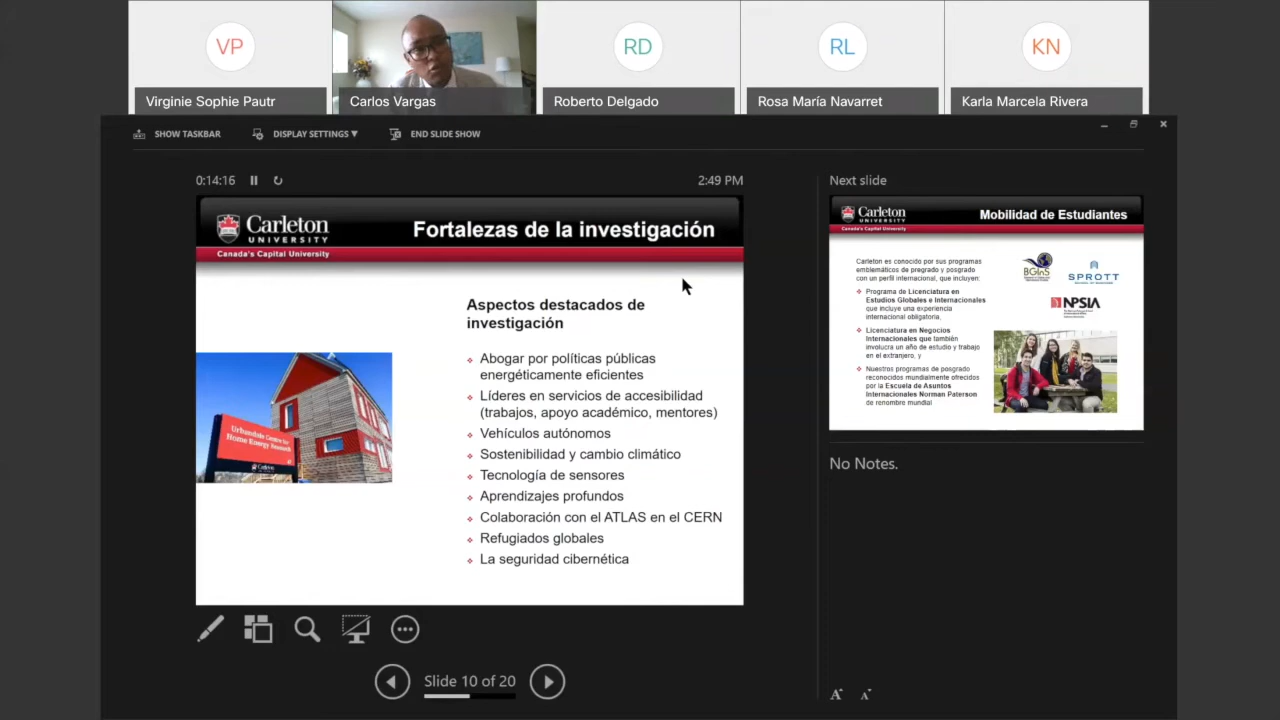 VP
RD
RL
KN
Virginie Sophie Pautr
Carlos Vargas
Roberto Delgado
Rosa María Navarret
Karla Marcela Rivera
SHOW TASKBAR
DISPLAY SETTINGS ▼
END SLIDE SHOW
0:14:16
2:49 PM
Carleton
UNIVERSITY
Canada's Capital University
Fortalezas de la investigación
Aspectos destacados de
investigación
Abogar por políticas públicas
energéticamente eficientes
Líderes en servicios de accesibilidad
(trabajos, apoyo académico, mentores)
Vehículos autónomos
Sostenibilidad y cambio climático
Tecnología de sensores
Aprendizajes profundos
Colaboración con el ATLAS en el CERN
Refugiados globales
La seguridad cibernética
Urbandale Centre for
Home Energy Research
Carleton
Slide 10 of 20
Next slide
Carleton
UNIVERSITY
Canada's Capital University
Mobilidad de Estudiantes
Carleton es conocido por sus programas
emblemáticos de pregrado y posgrado
con un perfil internacional, que incluyen:
Programa de Licenciatura en
Estudios Globales e Internacionales
que incluye una experiencia
internacional obligatoria,
Licenciatura en Negocios
Internacionales que también
involucra un año de estudio y trabajo
en el extranjero, y
Nuestros programas de posgrado
reconocidos mundialmente ofrecidos
por la Escuela de Asuntos
Internacionales Norman Paterson
de renombre mundial
BGInS
SPROTT
NPSIA
No Notes.
A
A